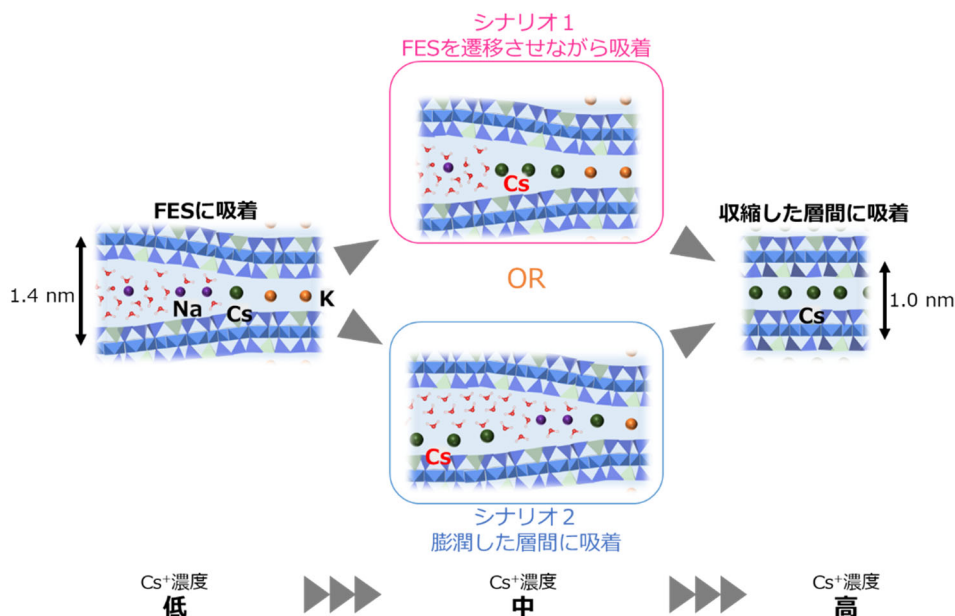 シナリオ１
FESを遷移させながら吸着
Cs
FESに吸着
1.4 nm
Na
Cs
K
OR
収縮した層間に吸着
Cs
1.0 nm
Cs
シナリオ２
膨潤した層間に吸着
Cs⁺濃度
低
Cs⁺濃度
中
Cs⁺濃度
高